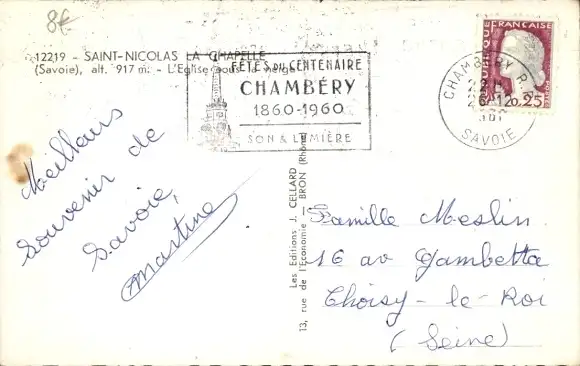 8€
12219 - SAINT-NICOLAS LA CHAPELLE
(Savoie), alt. 917 m. - L'Eglise sous la neige
FÊTES DU CENTENAIRE
CHAMBÉRY
1860-1960
SON & LUMIÈRE
CHAMBERY R.P.
SAVOIE
FRANÇAISE
0,25
Meilleurs
souvenir de
Savoie,
Martine
Les Editions J. CELLARD
13, rue de l'Economie — BRON (Rhône)
Famille Meslin
16 av Gambetta
Choisy-le-Roi
(Seine)